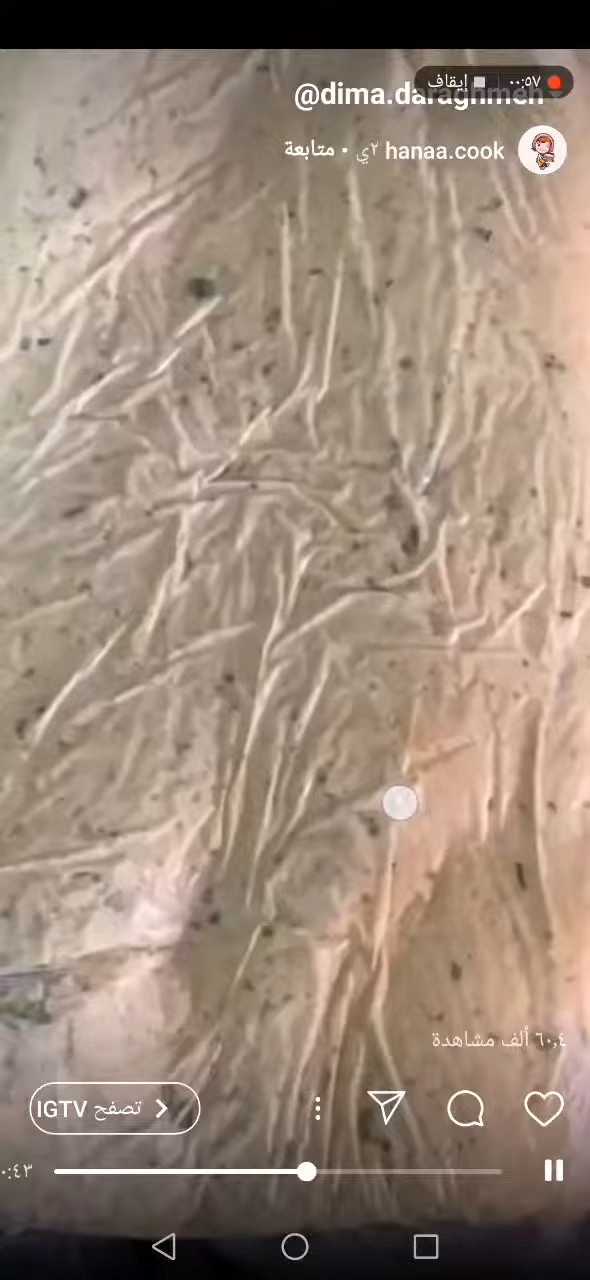 ٠٠:٥٧ إيقاف
@dima.daraghmeh
hanaa.cook ٢ي • متابعة
٦٠,٤ ألف مشاهدة
تصفح IGTV
٠:٤٣